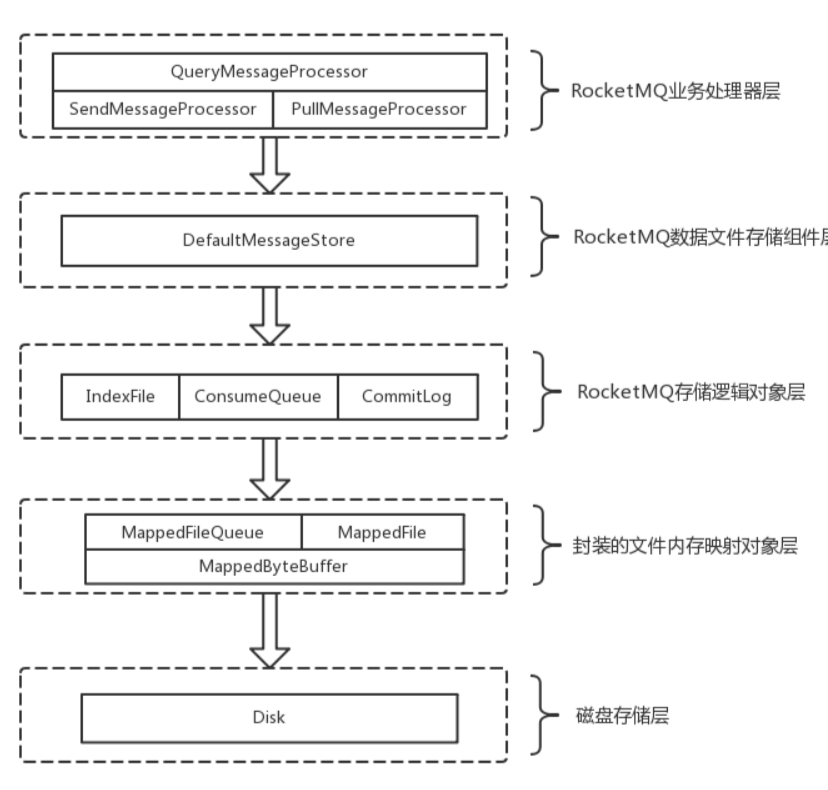 QueryMessageProcessor
SendMessageProcessor
PullMessageProcessor
RocketMQ业务处理器层
DefaultMessageStore
RocketMQ数据文件存储组件
IndexFile
ConsumeQueue
CommitLog
RocketMQ存储逻辑对象层
MappedFileQueue
MappedFile
MappedByteBuffer
封装的文件内存映射对象层
Disk
磁盘存储层